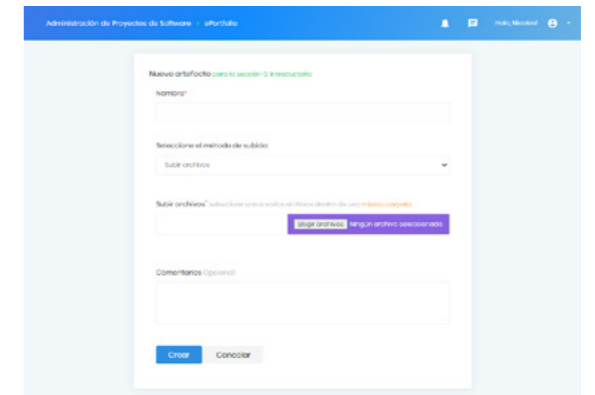 Administración de Proyectos de Software • ePortfolio
Hola, Nicolas!
Nuevo artefacto para la sección 0. Introductorio
Nombre*
Seleccione el método de subida:
Subir archivos
Subir archivos* seleccione uno o varios archivos dentro de una misma carpeta
Elegir archivos Ningún archivo seleccionado
Comentarios Opcional
Crear Cancelar